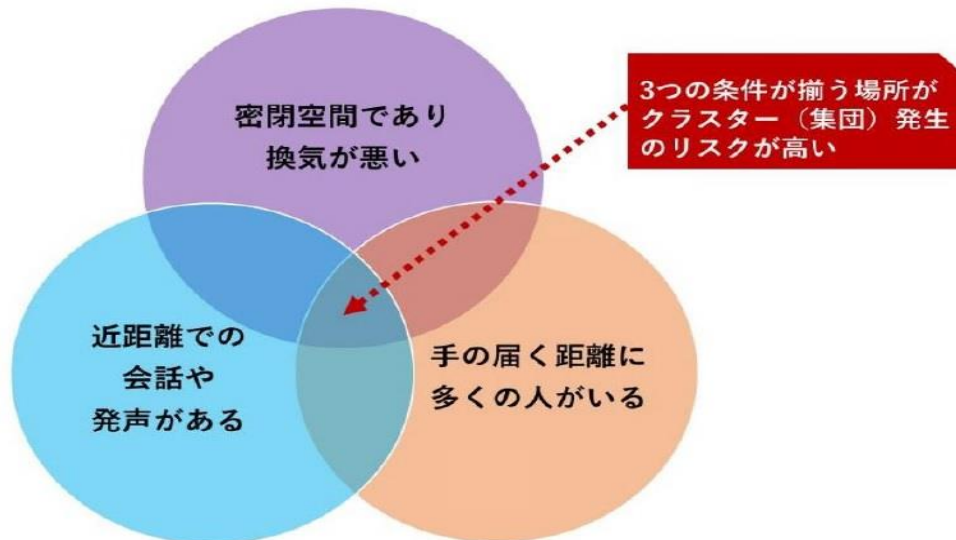 密閉空間であり
換気が悪い
3つの条件が揃う場所が
クラスター（集団）発生
のリスクが高い
近距離での
会話や
発声がある
手の届く距離に
多くの人がいる